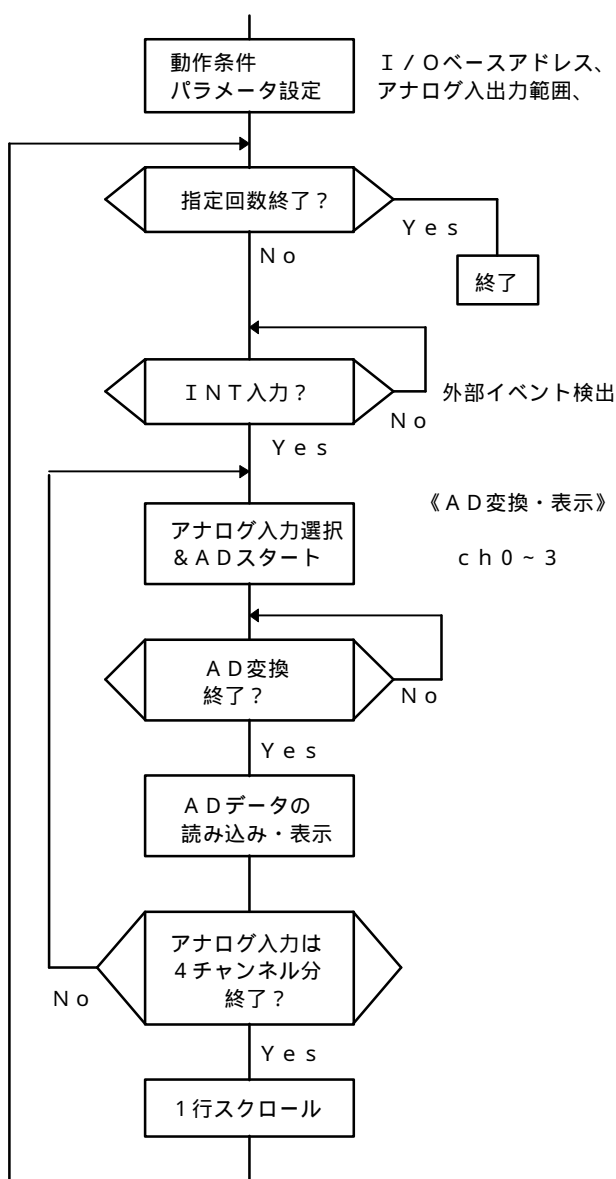 動作条件
パラメータ設定
Ｉ／Ｏベースアドレス、
アナログ入出力範囲、
指定回数終了？
Ｙｅｓ
Ｎｏ
終了
ＩＮＴ入力？
Ｎｏ
外部イベント検出
Ｙｅｓ
《ＡＤ変換・表示》
アナログ入力選択
＆ＡＤスタート
ｃｈ０~３
ＡＤ変換
終了？
Ｎｏ
Ｙｅｓ
ＡＤデータの
読み込み・表示
アナログ入力は
４チャンネル分
終了？
Ｎｏ
Ｙｅｓ
１行スクロール